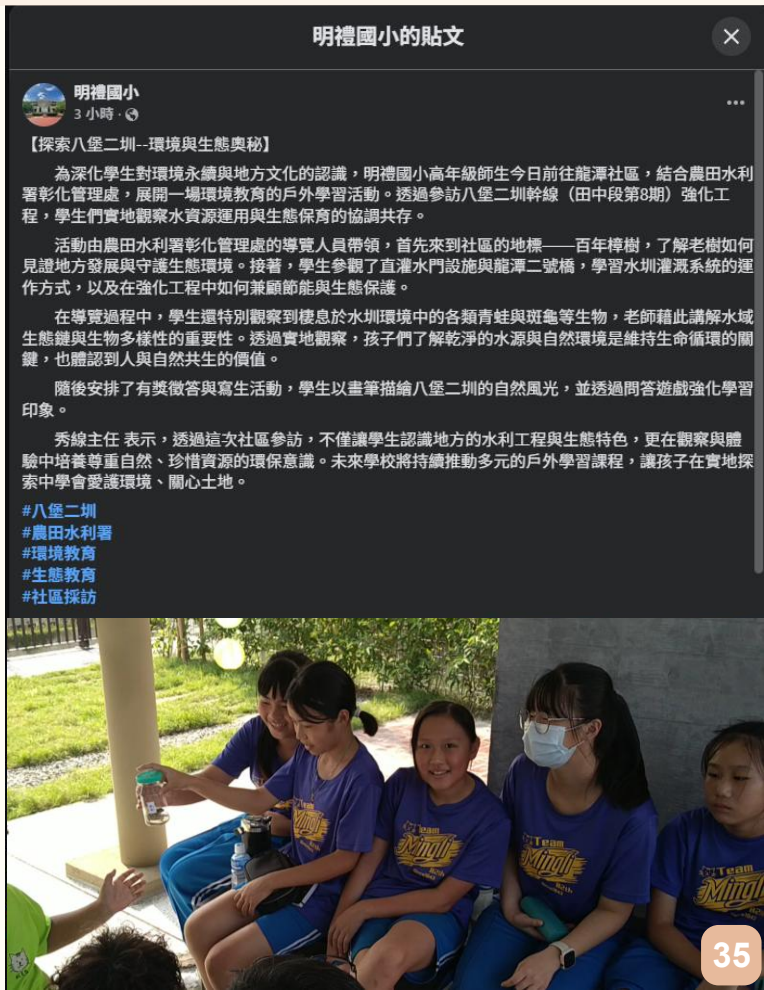 明禮國小的貼文
明禮國小
3 小時
【探索八堡二圳--環境與生態奧秘】
為深化學生對環境永續與地方文化的認識，明禮國小高年級師生今日前往龍潭社區，結合農田水利
署彰化管理處，展開一場環境教育的戶外學習活動。透過參訪八堡二圳幹線（田中段第8期）強化工
程，學生們實地觀察水資源運用與生態保育的協調共存。
活動由農田水利署彰化管理處的導覽人員帶領，首先來到社區的地標——百年樟樹，了解老樹如何
見證地方發展與守護生態環境。接著，學生參觀了直灌水門設施與龍潭二號橋，學習水圳灌溉系統的運
作方式，以及在強化工程中如何兼顧節能與生態保護。
在導覽過程中，學生還特別觀察到棲息於水圳環境中的各類青蛙與斑龜等生物，老師藉此講解水域
生態鏈與生物多樣性的重要性。透過實地觀察，孩子們了解乾淨的水源與自然環境是維持生命循環的關
鍵，也體認到人與自然共生的價值。
隨後安排了有獎徵答與寫生活動，學生以畫筆描繪八堡二圳的自然風光，並透過問答遊戲強化學習
印象。
秀線主任 表示，透過這次社區參訪，不僅讓學生認識地方的水利工程與生態特色，更在觀察與體
驗中培養尊重自然、珍惜資源的環保意識。未來學校將持續推動多元的戶外學習課程，讓孩子在實地探
索中學會愛護環境、關心土地。
#八堡二圳
#農田水利署
#環境教育
#生態教育
#社區採訪
Team
Mingli
Team
Mingli
Team
Mingli
Team
Mingli
35